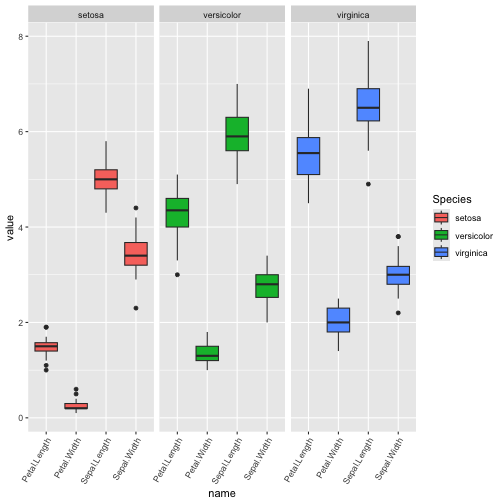 setosa
versicolor
virginica
8
6
4
2
0
value
Petal.Length
Petal.Width
Sepal.Length
Sepal.Width
Petal.Length
Petal.Width
Sepal.Length
Sepal.Width
Petal.Length
Petal.Width
Sepal.Length
Sepal.Width
name
Species
setosa
versicolor
virginica